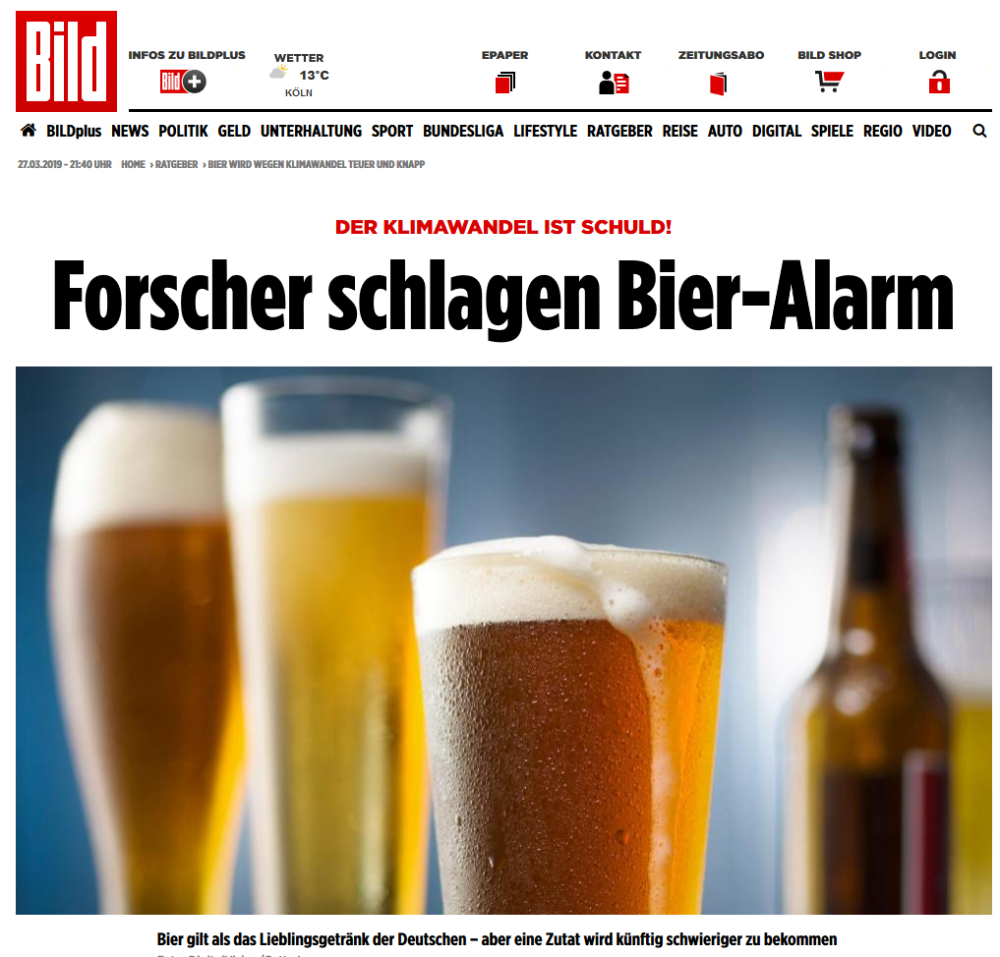 Bild
INFOS ZU BILDPLUS
Bild
WETTER
13°C
KÖLN
EPAPER
KONTAKT
ZEITUNGSABO
BILD SHOP
LOGIN
BILDplus NEWS POLITIK GELD UNTERHALTUNG SPORT BUNDESLIGA LIFESTYLE RATGEBER REISE AUTO DIGITAL SPIELE REGIO VIDEO
27.03.2019 - 21:40 UHR HOME › RATGEBER › BIER WIRD WEGEN KLIMAWANDEL TEUER UND KNAPP
DER KLIMAWANDEL IST SCHULD!
Forscher schlagen Bier-Alarm
Bier gilt als das Lieblingsgetränk der Deutschen – aber eine Zutat wird künftig schwieriger zu bekommen